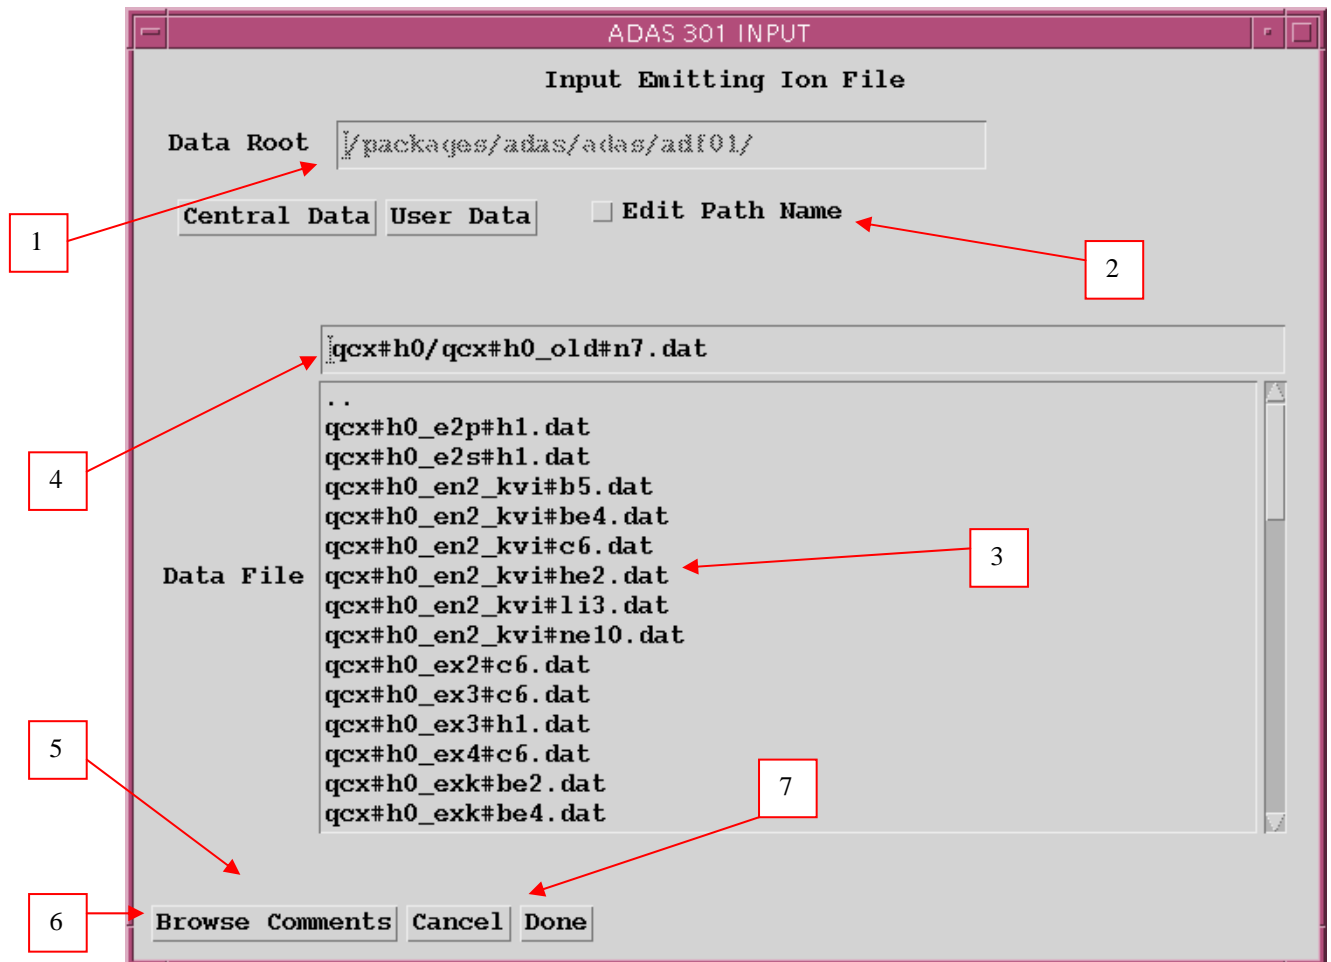 ADAS 301 INPUT
Input Emitting Ion File
Data Root /packages/adas/adas/adf01/
Central Data User Data Edit Path Name
1
2
qcx#h0/qcx#h0_old#n7.dat
4
..
qcx#h0_e2p#h1.dat
qcx#h0_e2s#h1.dat
qcx#h0_en2_kvi#b5.dat
qcx#h0_en2_kvi#be4.dat
qcx#h0_en2_kvi#c6.dat
3
Data File qcx#h0_en2_kvi#he2.dat
qcx#h0_en2_kvi#li3.dat
qcx#h0_en2_kvi#ne10.dat
qcx#h0_ex2#c6.dat
qcx#h0_ex3#c6.dat
qcx#h0_ex3#h1.dat
qcx#h0_ex4#c6.dat
qcx#h0_exk#be2.dat
qcx#h0_exk#be4.dat
5
7
6
Browse Comments Cancel Done